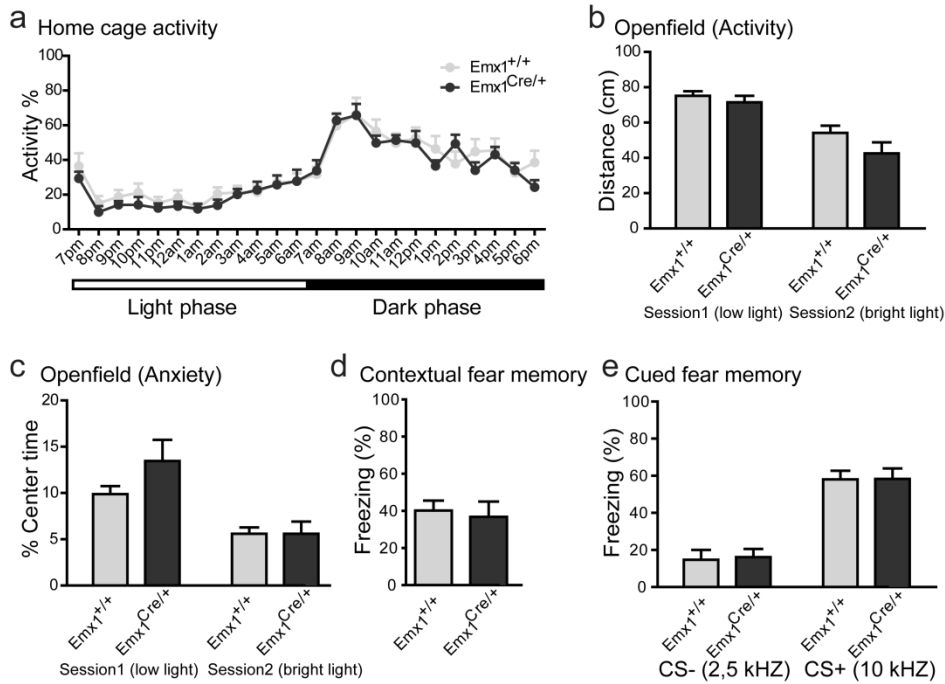 a Home cage activity
Activity %
100
80
60
40
20
0
Emx1+/+
Emx1Cre/+
7pm 8pm 9pm 10pm 11pm 12am 1am 2am 3am 4am 5am 6am 7am 8am 9am 10am 11am 12pm 1pm 2pm 3pm 4pm 5pm 6pm
Light phase Dark phase
b Openfield (Activity)
Distance (cm)
100
80
60
40
20
0
Emx1+/+ Emx1Cre/+ Emx1+/+ Emx1Cre/+
Session1 (low light) Session2 (bright light)
c Openfield (Anxiety)
% Center time
20
15
10
5
0
Emx1+/+ Emx1Cre/+ Emx1+/+ Emx1Cre/+
Session1 (low light) Session2 (bright light)
d Contextual fear memory
Freezing (%)
100
80
60
40
20
0
Emx1+/+ Emx1Cre/+
e Cued fear memory
Freezing (%)
100
80
60
40
20
0
Emx1+/+ Emx1Cre/+ Emx1+/+ Emx1Cre/+
CS- (2,5 kHZ) CS+ (10 kHZ)